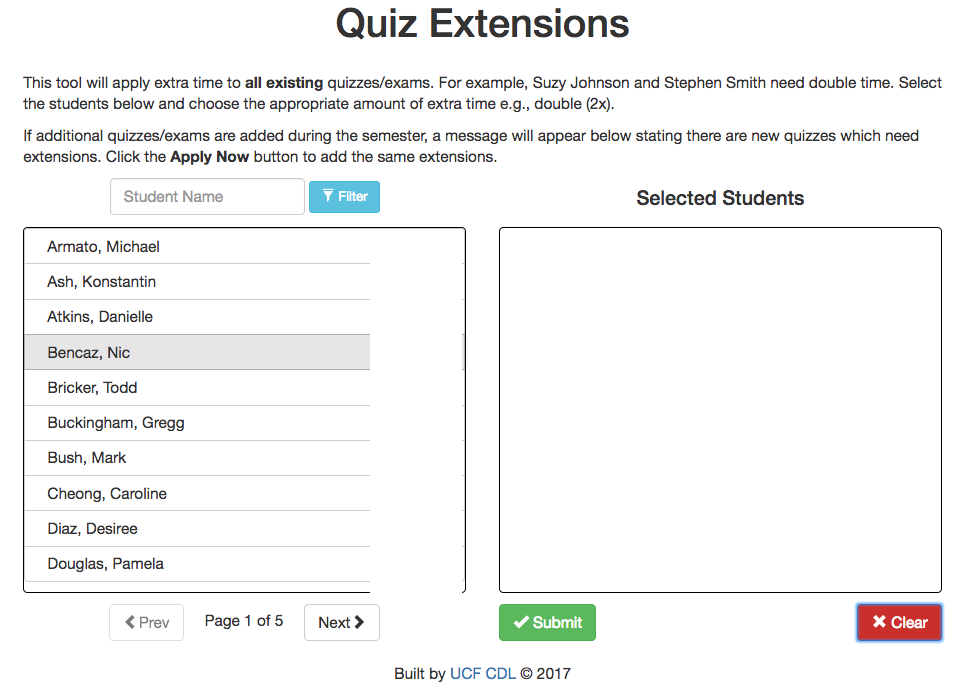 Quiz Extensions
This tool will apply extra time to all existing quizzes/exams. For example, Suzy Johnson and Stephen Smith need double time. Select
the students below and choose the appropriate amount of extra time e.g., double (2x).
If additional quizzes/exams are added during the semester, a message will appear below stating there are new quizzes which need
extensions. Click the Apply Now button to add the same extensions.
Student Name
Filter
Selected Students
Armato, Michael
Ash, Konstantin
Atkins, Danielle
Bencaz, Nic
Bricker, Todd
Buckingham, Gregg
Bush, Mark
Cheong, Caroline
Diaz, Desiree
Douglas, Pamela
Prev
Page 1 of 5
Next
Submit
Clear
Built by UCF CDL © 2017